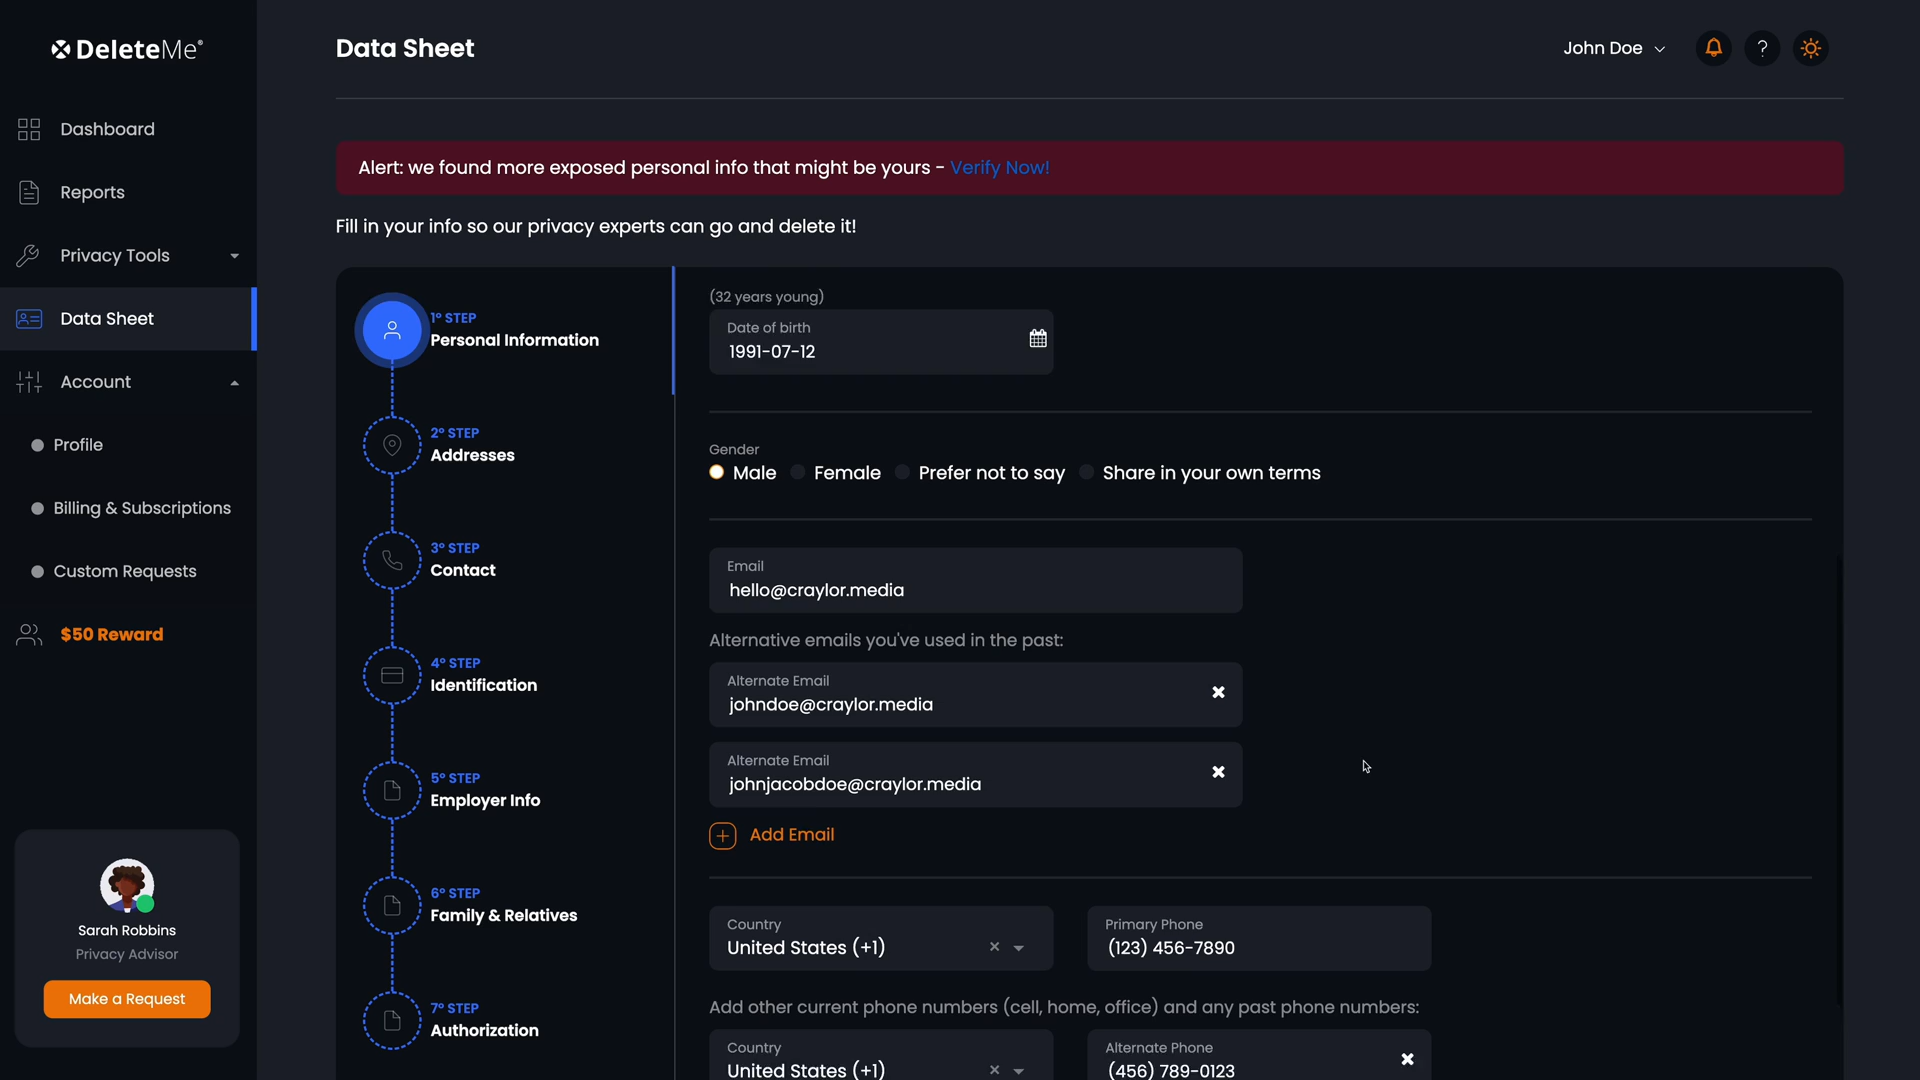 DeleteMe®
Dashboard
Reports
Privacy Tools
Data Sheet
Account
Profile
Billing & Subscriptions
Custom Requests
$50 Reward
Sarah Robbins
Privacy Advisor
Make a Request
Data Sheet
John Doe
?
Alert: we found more exposed personal info that might be yours - Verify Now!
Fill in your info so our privacy experts can go and delete it!
1º STEP
Personal Information
2º STEP
Addresses
3º STEP
Contact
4º STEP
Identification
5º STEP
Employer Info
6º STEP
Family & Relatives
7º STEP
Authorization
(32 years young)
Date of birth
1991-07-12
Gender
Male Female Prefer not to say Share in your own terms
Email
hello@craylor.media
Alternative emails you've used in the past:
Alternate Email
johndoe@craylor.media
Alternate Email
johnjacobdoe@craylor.media
Add Email
Country
United States (+1)
Primary Phone
(123) 456-7890
Add other current phone numbers (cell, home, office) and any past phone numbers:
Country
United States (+1)
Alternate Phone
(456) 789-0123